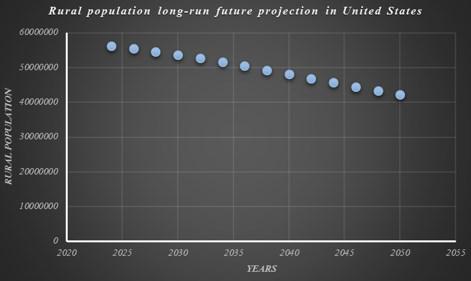 Rural population long-run future projection in United States
60000000
50000000
40000000
30000000
20000000
10000000
0
RURAL POPULATION
2020 2025 2030 2035 2040 2045 2050 2055
YEARS